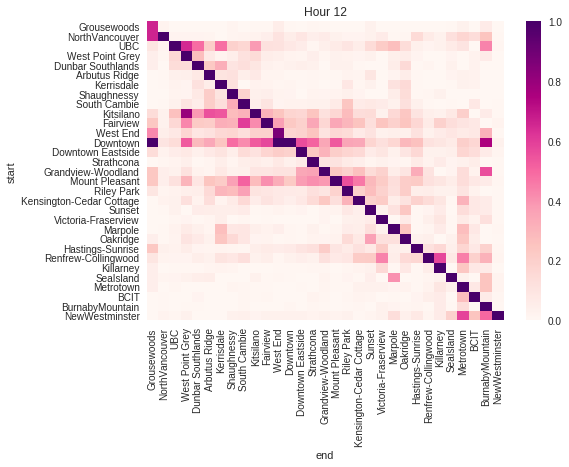 Hour 12
start
Grousewoods
NorthVancouver
UBC
West Point Grey
Dunbar Southlands
Arbutus Ridge
Kerrisdale
Shaughnessy
South Cambie
Kitsilano
Fairview
West End
Downtown
Downtown Eastside
Strathcona
Grandview-Woodland
Mount Pleasant
Riley Park
Kensington-Cedar Cottage
Sunset
Victoria-Fraserview
Marpole
Oakridge
Hastings-Sunrise
Renfrew-Collingwood
Killarney
SeaIsland
Metrotown
BCIT
BurnabyMountain
NewWestminster
1.0
0.8
0.6
0.4
0.2
0.0
Grousewoods
NorthVancouver
UBC
West Point Grey
Dunbar Southlands
Arbutus Ridge
Kerrisdale
Shaughnessy
South Cambie
Kitsilano
Fairview
West End
Downtown
Downtown Eastside
Strathcona
Grandview-Woodland
Mount Pleasant
Riley Park
Kensington-Cedar Cottage
Sunset
Victoria-Fraserview
Marpole
Oakridge
Hastings-Sunrise
Renfrew-Collingwood
Killarney
SeaIsland
Metrotown
BCIT
BurnabyMountain
NewWestminster
end